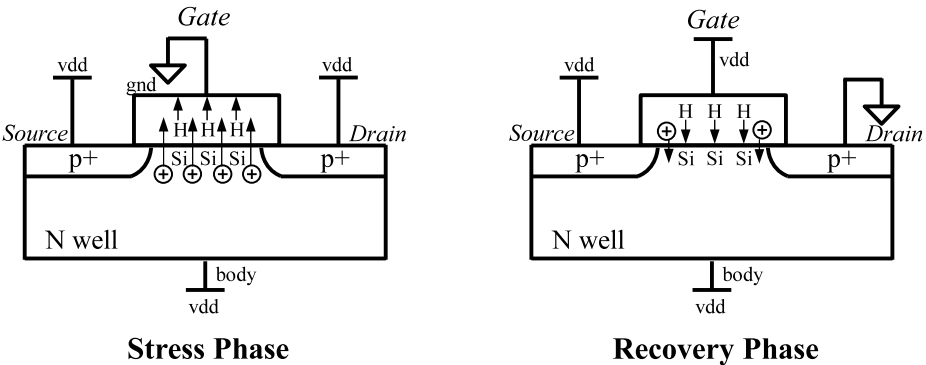 Gate
vdd
gnd
vdd
Source
H H H
Drain
p+
Si Si Si
p+
N well
body
vdd
Stress Phase
Gate
vdd
vdd
Source
H H H
Drain
p+
Si Si Si
p+
N well
body
vdd
Recovery Phase